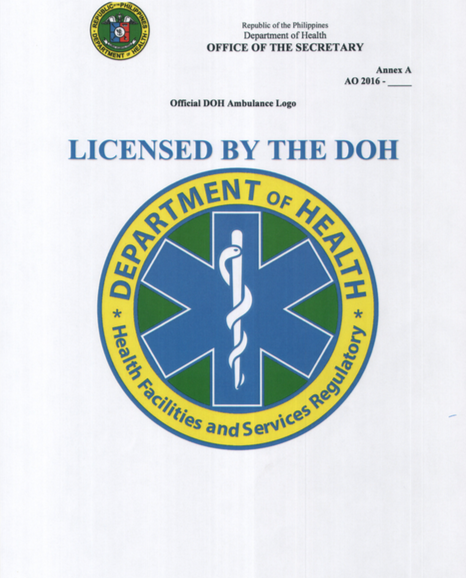 Republic of the Philippines
Department of Health
OFFICE OF THE SECRETARY
Annex A
AO 2016 - _____
Official DOH Ambulance Logo
LICENSED BY THE DOH
DEPARTMENT OF HEALTH
* Health Facilities and Services Regulatory *
REPUBLIC OF THE PHILIPPINES
DEPARTMENT OF HEALTH